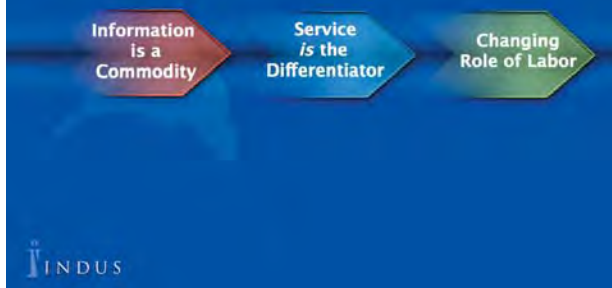 Information
is a
Commodity
Service
is the
Differentiator
Changing
Role of Labor
INDUS